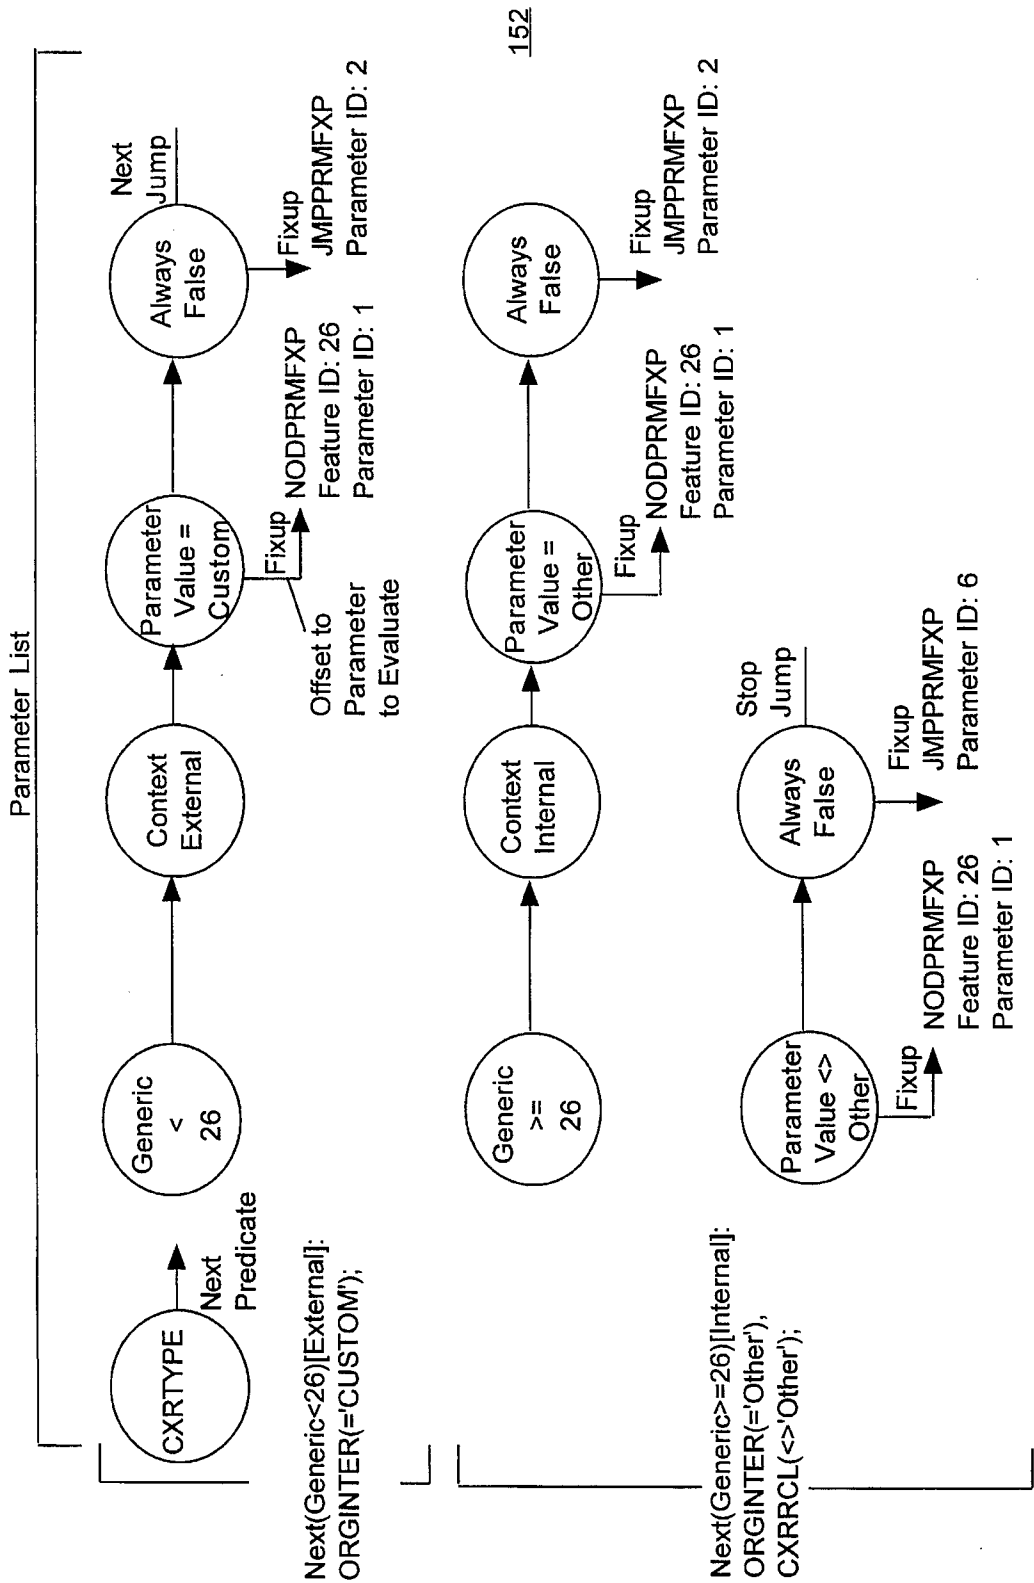 Parameter List
CXRTYPE
Next
Predicate
Generic
<
26
Context
External
Parameter
Value =
Custom
Always
False
Next
Jump
Offset to
Parameter
to Evaluate
Fixup
NODPRMFXP
Feature ID: 26
Parameter ID: 1
Fixup
JMPPRMFXP
Parameter ID: 2
Next(Generic<26)[External]:
ORGINTER(='CUSTOM');
Generic
>=
26
Context
Internal
Parameter
Value =
Other
Always
False
Fixup
NODPRMFXP
Feature ID: 26
Parameter ID: 1
Fixup
JMPPRMFXP
Parameter ID: 2
152
Next(Generic>=26)[Internal]:
ORGINTER(='Other'),
CXRRCL(<>'Other');
Parameter
Value <>
Other
Always
False
Stop
Jump
Fixup
NODPRMFXP
Feature ID: 26
Parameter ID: 1
Fixup
JMPPRMFXP
Parameter ID: 6